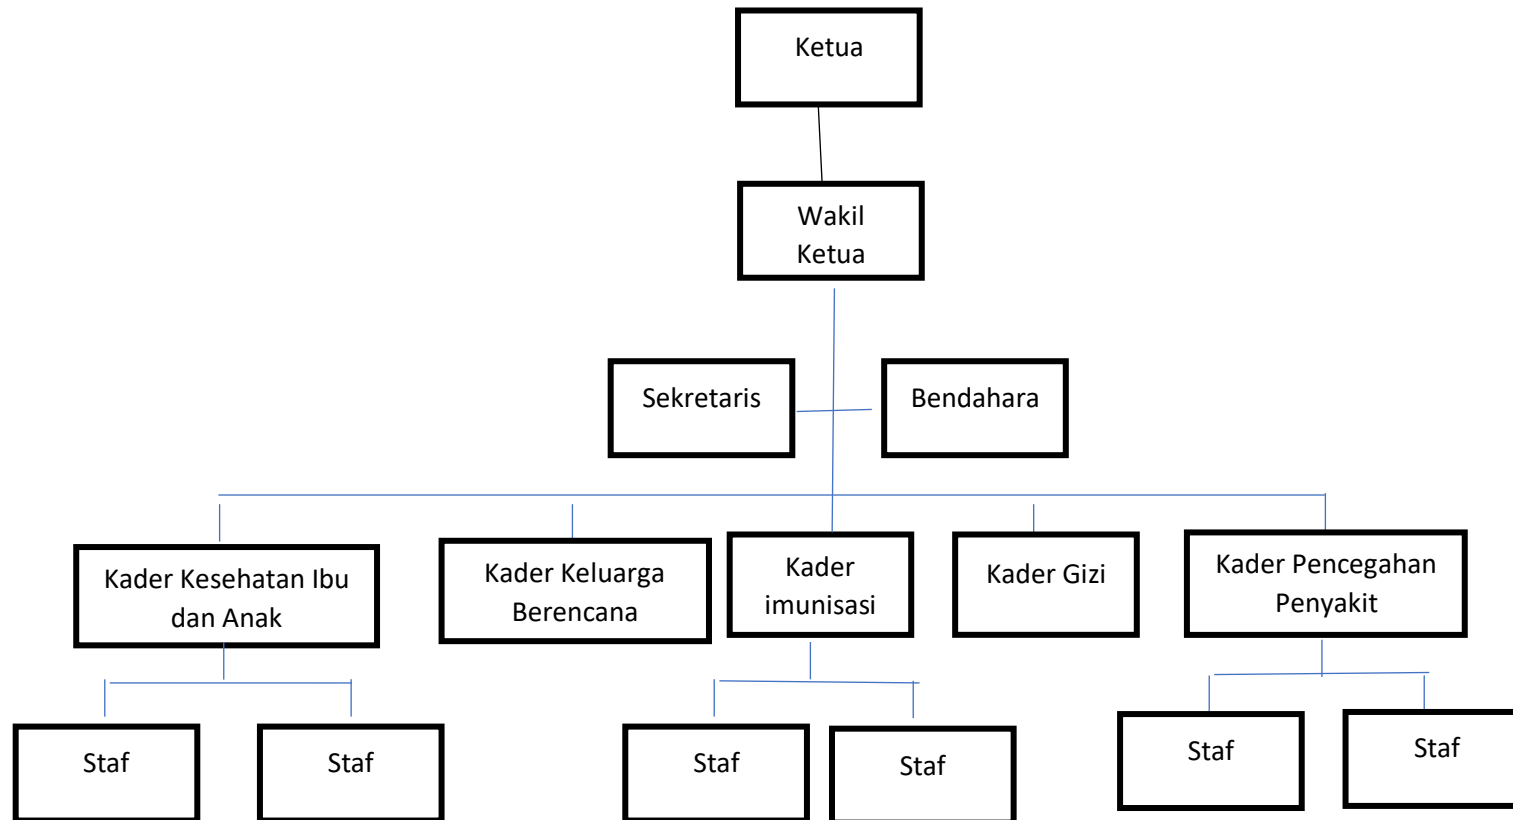 Ketua
Wakil
Ketua
Sekretaris
Bendahara
Kader Kesehatan Ibu
dan Anak
Kader Keluarga
Berencana
Kader
imunisasi
Kader Gizi
Kader Pencegahan
Penyakit
Staf
Staf
Staf
Staf
Staf
Staf